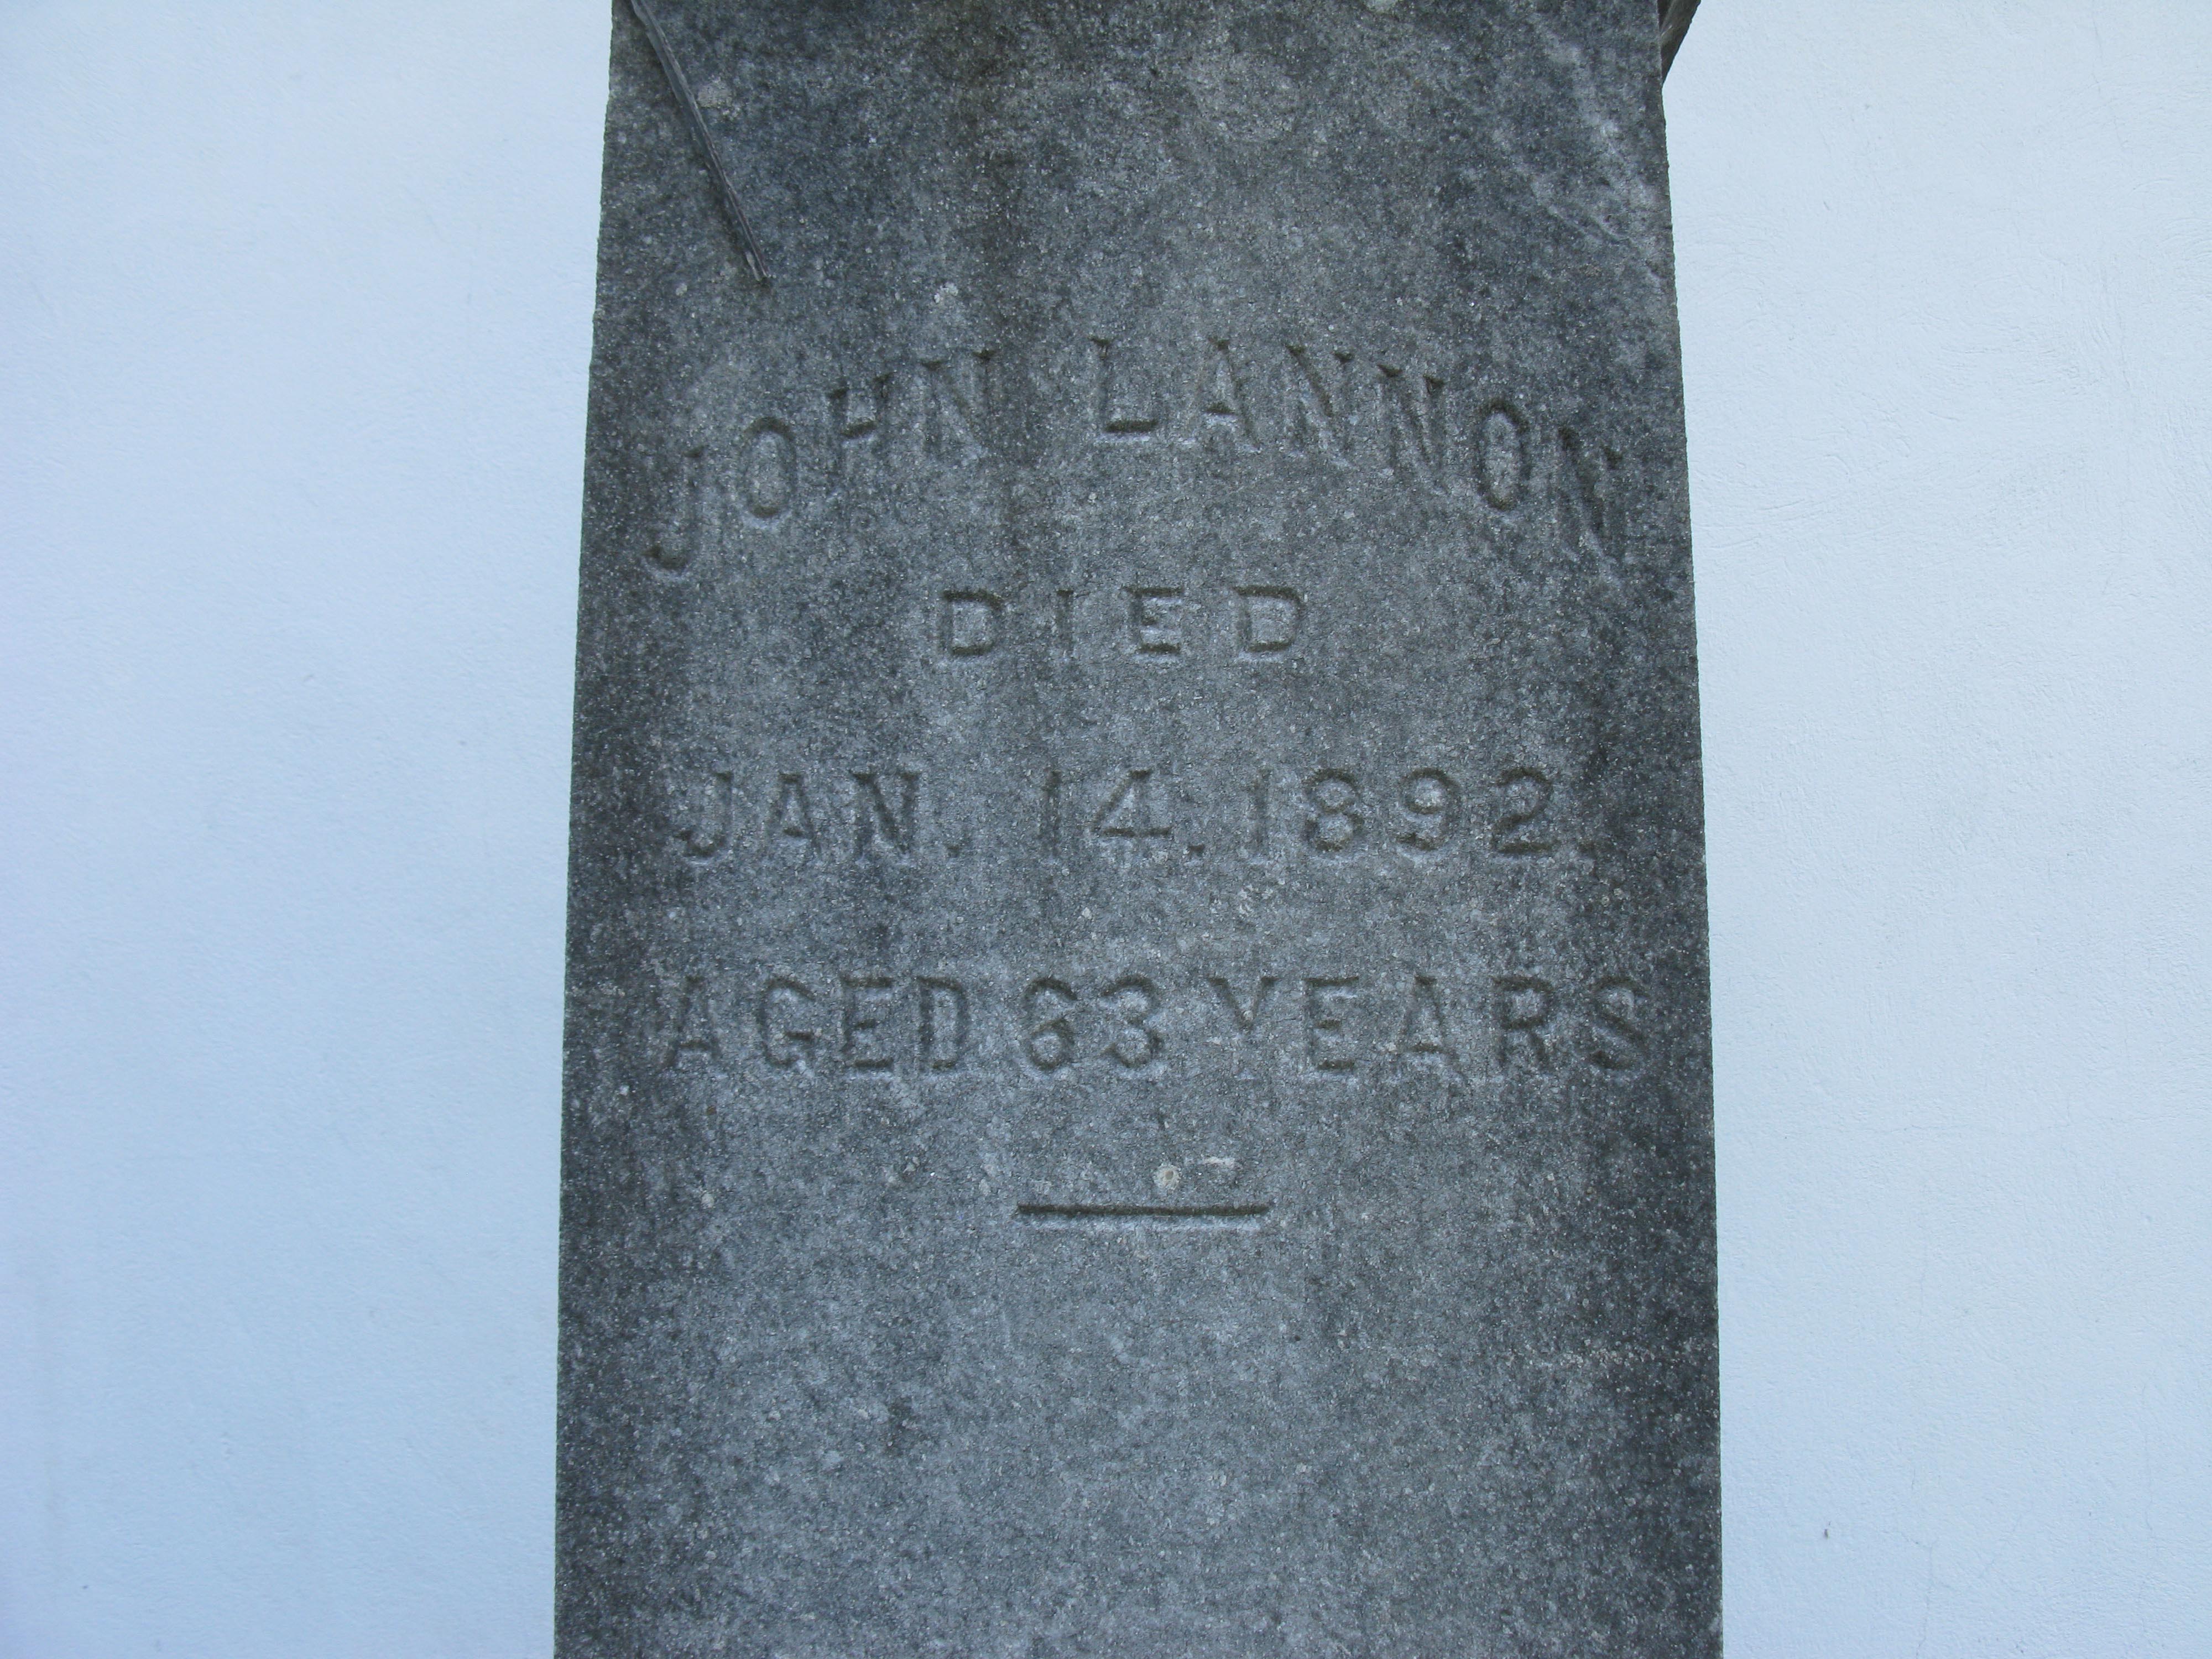 JOHN LANNON
DIED
JAN. 14. 1892.
AGED 63 YEARS